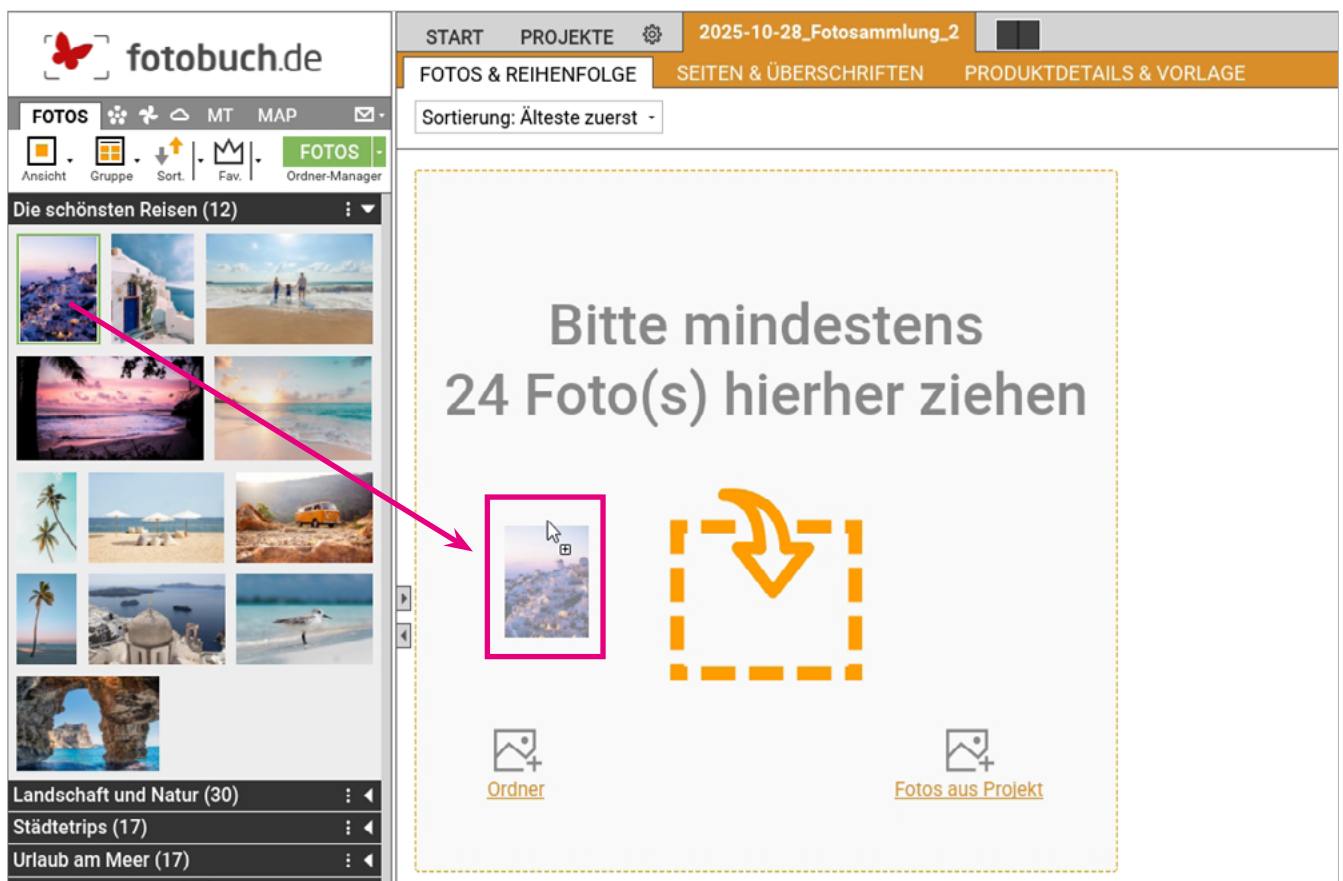 fotobuch.de
START PROJEKTE 2025-10-28_Fotosammlung_2
FOTOS & REIHENFOLGE SEITEN & ÜBERSCHRIFTEN PRODUKTDETAILS & VORLAGE
FOTOS MT MAP
Sortierung: Älteste zuerst
FOTOS
Ansicht Gruppe Sort. Fav. Ordner-Manager
Die schönsten Reisen (12)
Bitte mindestens
24 Foto(s) hierher ziehen
Ordner
Fotos aus Projekt
Landschaft und Natur (30)
Städtetrips (17)
Urlaub am Meer (17)